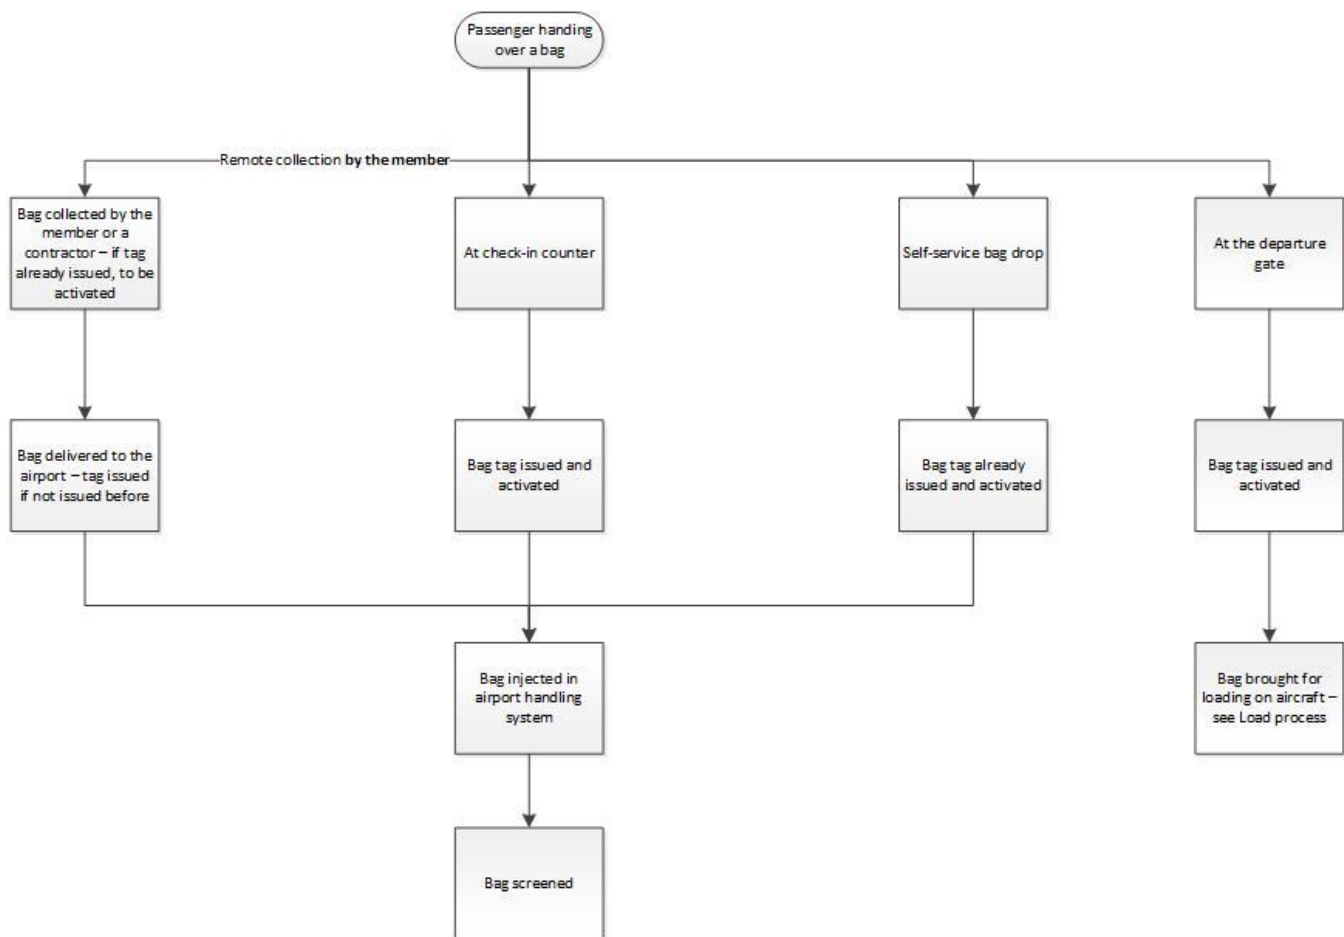 Passenger handing
over a bag
Remote collection by the member
Bag collected by the
member or a
contractor – if tag
already issued, to be
activated
At check-in counter
Self-service bag drop
At the departure
gate
Bag delivered to the
airport – tag issued
if not issued before
Bag tag issued and
activated
Bag tag already
issued and activated
Bag tag issued and
activated
Bag injected in
airport handling
system
Bag brought for
loading on aircraft –
see Load process
Bag screened